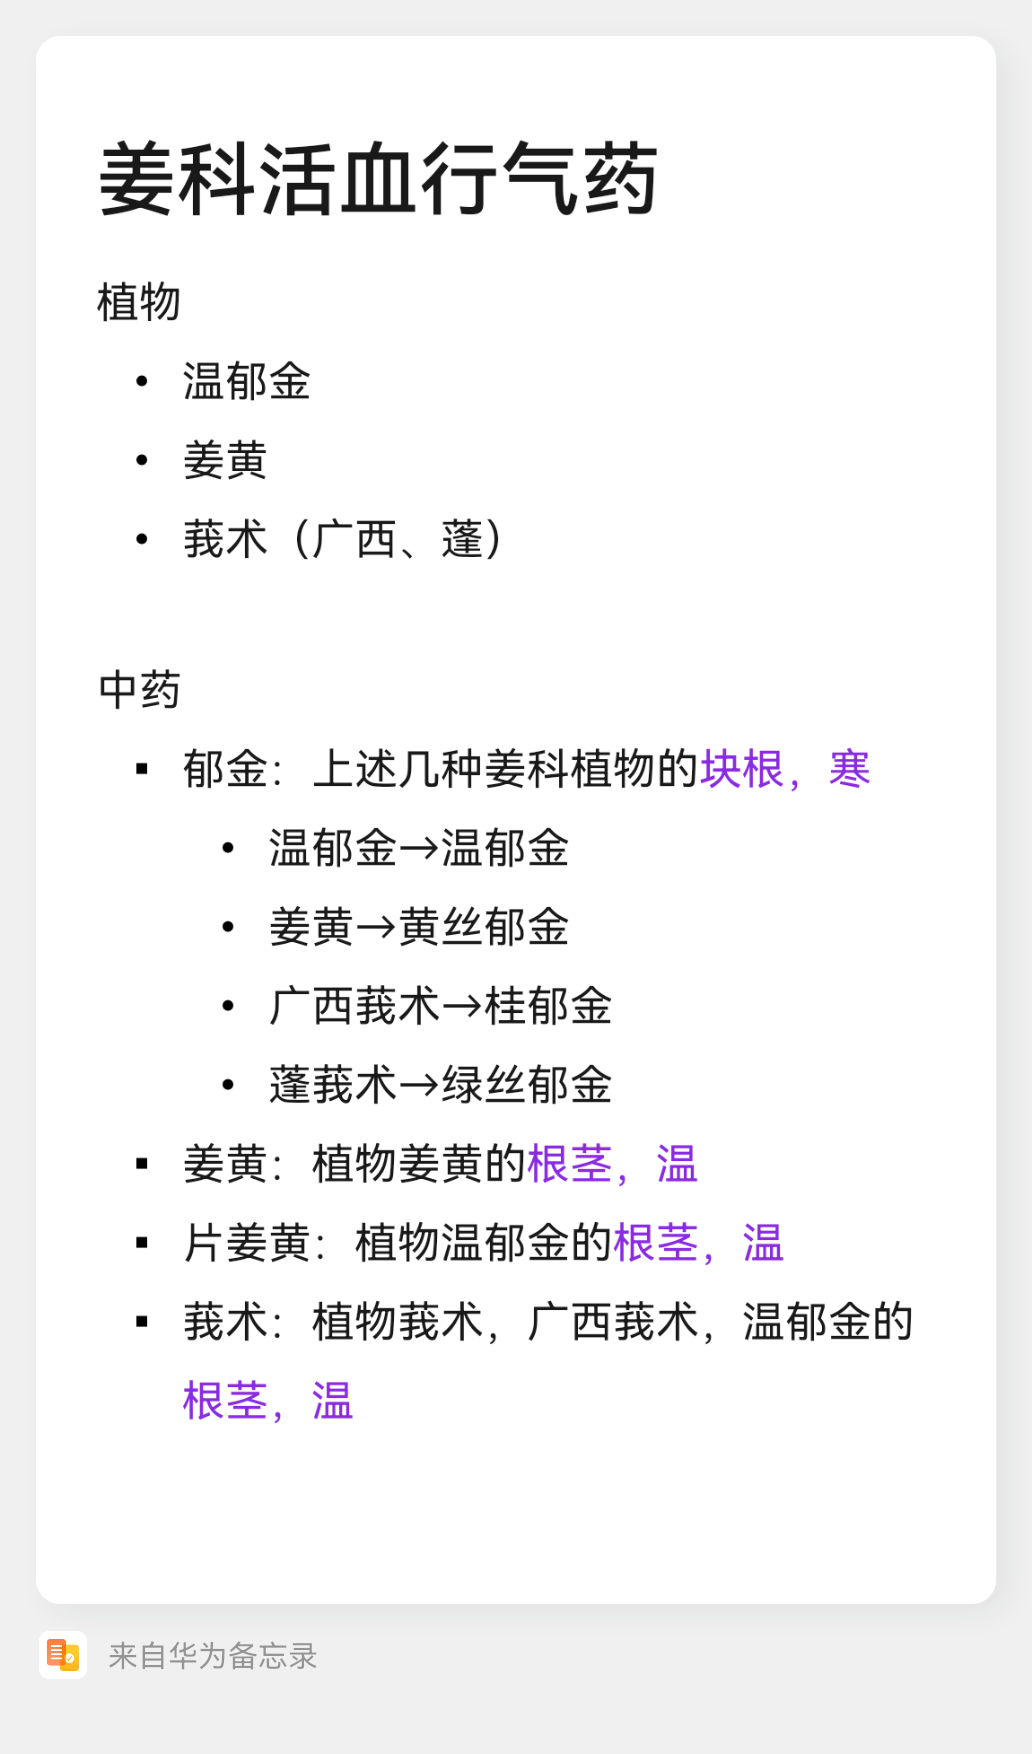 姜科活血行气药
植物
• 温郁金
• 姜黄
• 莪术（广西、蓬）
中药
▪ 郁金：上述几种姜科植物的块根，寒
• 温郁金→温郁金
• 姜黄→黄丝郁金
• 广西莪术→桂郁金
• 蓬莪术→绿丝郁金
▪ 姜黄：植物姜黄的根茎，温
▪ 片姜黄：植物温郁金的根茎，温
▪ 莪术：植物莪术，广西莪术，温郁金的
根茎，温
来自华为备忘录